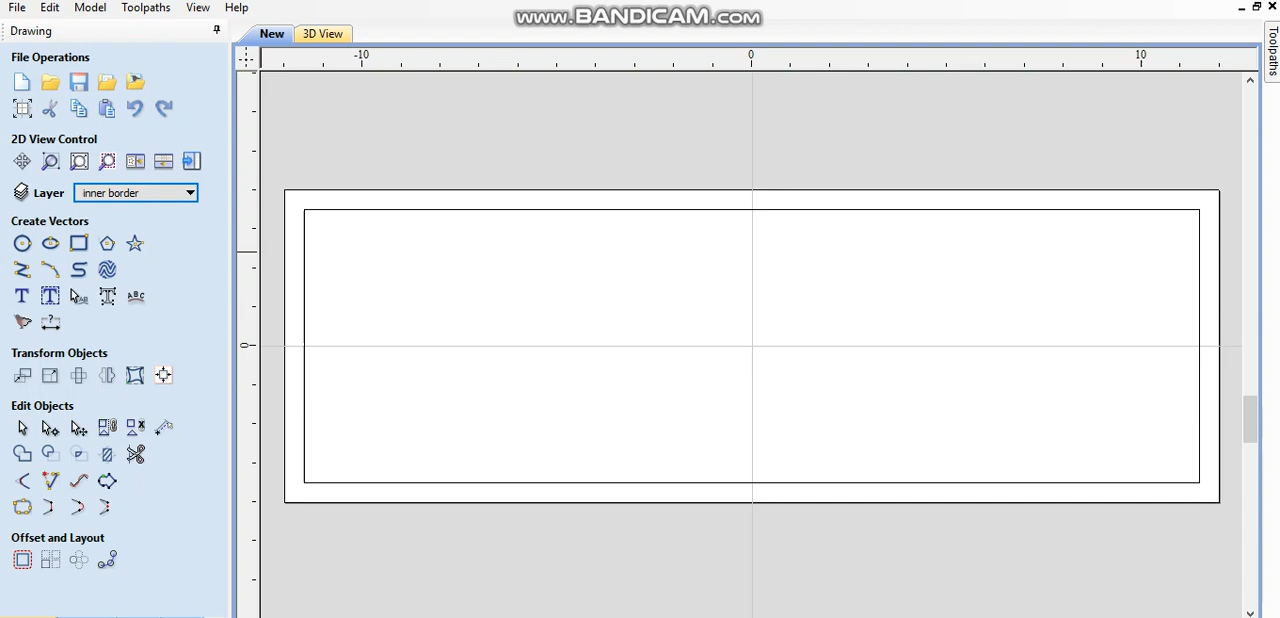 www.BANDICAM.com
File Edit Model Toolpaths View Help
Drawing
New 3D View
Toolpaths
-10 0 10
0
File Operations
2D View Control
Layer inner border
Create Vectors
Transform Objects
Edit Objects
Offset and Layout